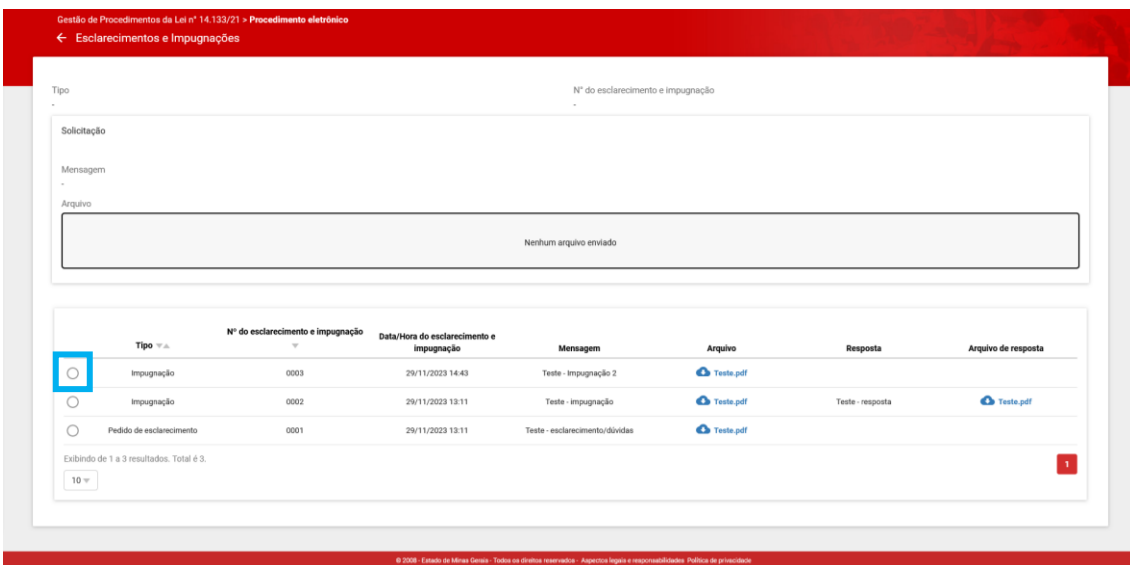 Gestão de Procedimentos da Lei nº 14.133/21 > Procedimento eletrônico
Esclarecimentos e Impugnações
Tipo
Nº do esclarecimento e impugnação
-
-
Solicitação
Mensagem
-
Arquivo
Nenhum arquivo enviado
Tipo
Nº do esclarecimento e impugnação
Data/Hora do esclarecimento e impugnação
Mensagem
Arquivo
Resposta
Arquivo de resposta
Impugnação 0003 29/11/2023 14:43 Teste - Impugnação 2 Teste.pdf
Impugnação 0002 29/11/2023 13:11 Teste - impugnação Teste.pdf Teste - resposta Teste.pdf
Pedido de esclarecimento 0001 29/11/2023 13:11 Teste - esclarecimento/dúvidas Teste.pdf
Exibindo de 1 a 3 resultados. Total é 3.
1
10
© 2008 - Estado de Minas Gerais - Todos os direitos reservados - Aspectos legais e responsabilidades Política de privacidade